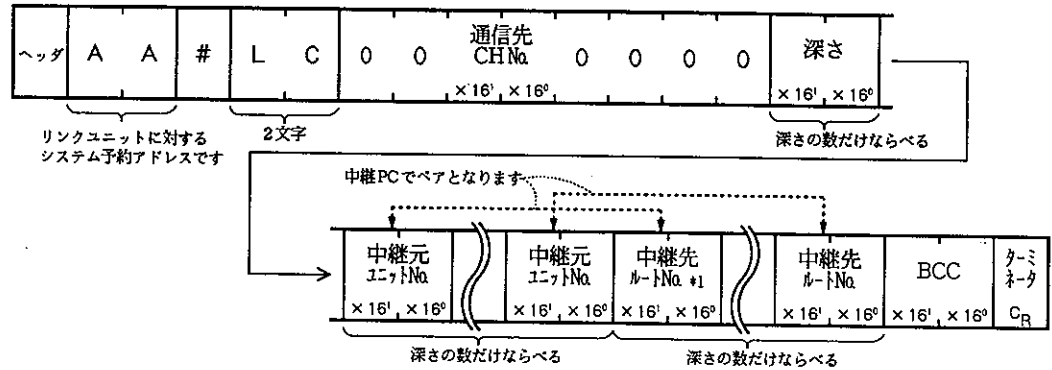 ヘッダ A A # L C 0 0 通信先 CH No. ×16¹ ×16⁰ 0 0 0 0 深さ ×16¹ ×16⁰
リンクユニットに対する
システム予約アドレスです
2文字
深さの数だけならべる
中継PCでペアとなります
中継元 ユニットNo. ×16¹ ×16⁰
中継元 ユニットNo. ×16¹ ×16⁰
中継先 ルートNo. *1 ×16¹ ×16⁰
中継先 ルートNo. ×16¹ ×16⁰
BCC ×16¹ ×16⁰
ターミネータ CR
深さの数だけならべる
深さの数だけならべる